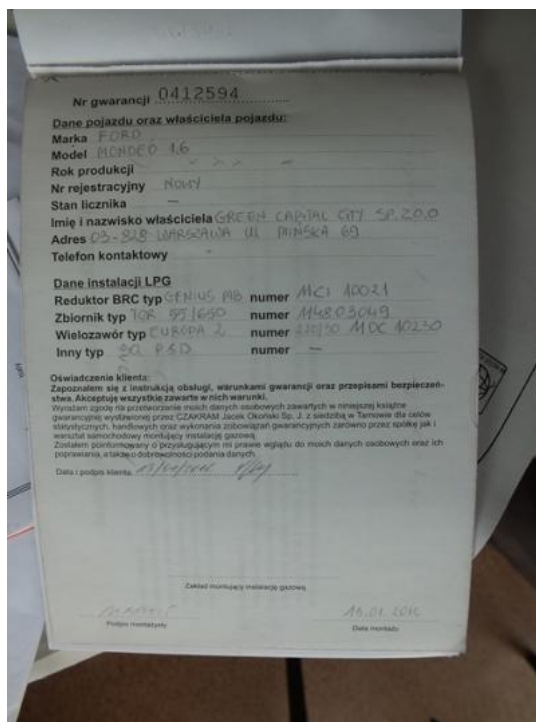 Nr gwarancji 0412594
Dane pojazdu oraz właściciela pojazdu:
Marka FORD
Model MONDEO 1.6
Rok produkcji
Nr rejestracyjny NOWY
Stan licznika –
Imię i nazwisko właściciela GREEN CAPITAL CITY SP. Z O.O
Adres 03-828 WARSZAWA UL MIŃSKA 69
Telefon kontaktowy
Dane instalacji LPG
Reduktor BRC typ GENIUS MB numer MCI 10021
Zbiornik typ TOR 55/650 numer 114803049
Wielozawór typ EUROPA 2 numer 220/30 MDC 10230
Inny typ SQ P&D numer –
Oświadczenie klienta:
Zapoznałem się z instrukcją obsługi, warunkami gwarancji oraz przepisami bezpieczeń-
stwa. Akceptuję wszystkie zawarte w nich warunki.
Wyrażam zgodę na przetworzenie moich danych osobowych zawartych w niniejszej książce
gwarancyjnej wystawionej przez CZAKRAM Jacek Okoński Sp. J. z siedzibą w Tarnowie dla celów
statystycznych, handlowych oraz wykonania zobowiązań gwarancyjnych zarówno przez spółkę jak i
warsztat samochodowy montujący instalację gazową.
Zostałem poinformowany o przysługującym mi prawie wglądu do moich danych osobowych oraz ich
poprawiania, a także o dobrowolności podania danych.
Data i podpis klienta
Zakład montujący instalację gazową
Podpis montażysty
Data montażu